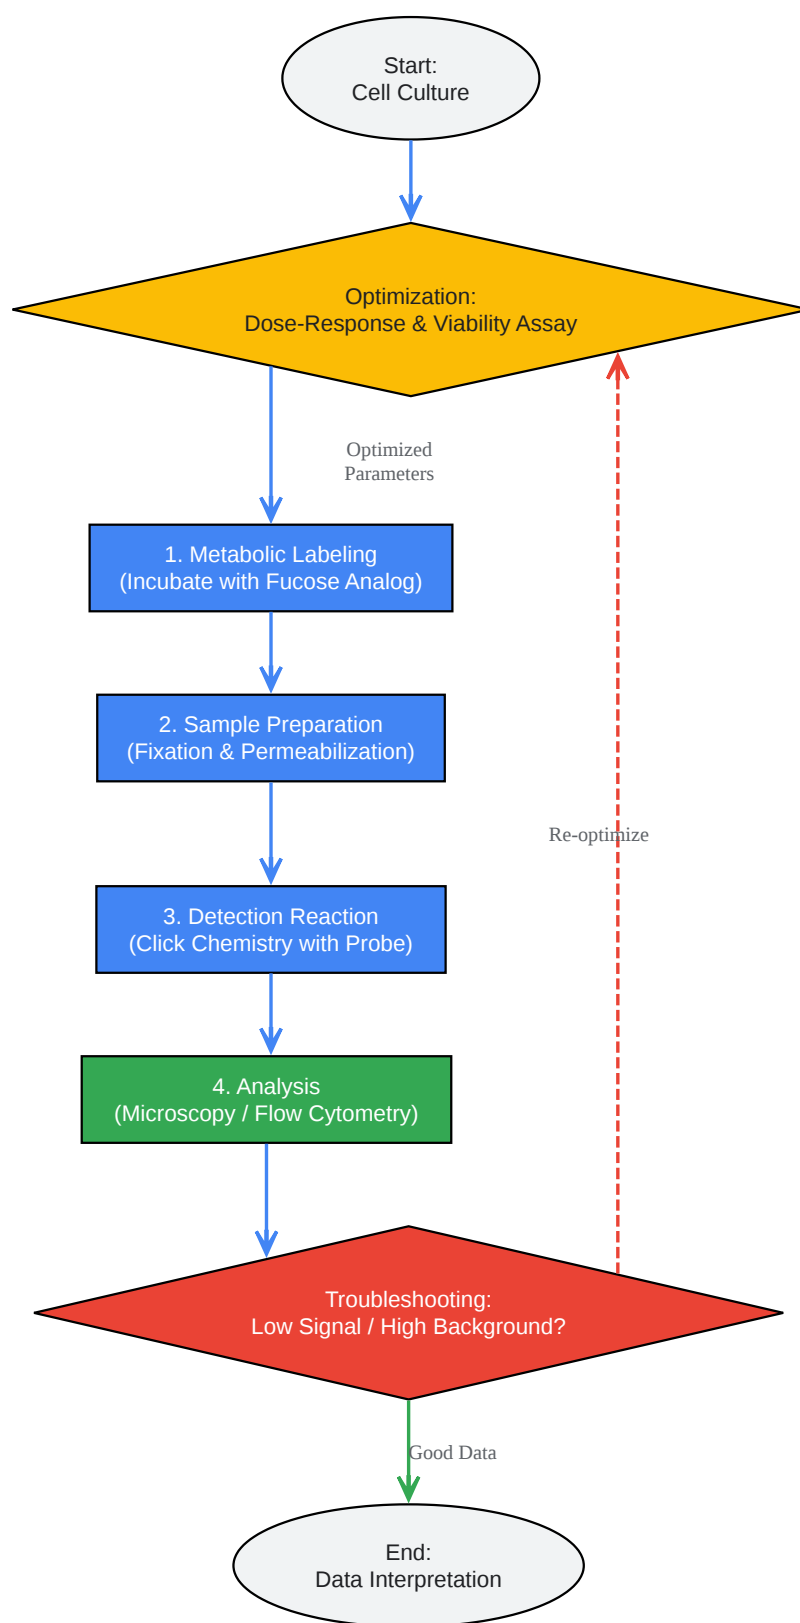 Start:
Cell Culture
Optimization:
Dose-Response & Viability Assay
Optimized
Parameters
1. Metabolic Labeling
(Incubate with Fucose Analog)
2. Sample Preparation
(Fixation & Permeabilization)
Re-optimize
3. Detection Reaction
(Click Chemistry with Probe)
4. Analysis
(Microscopy / Flow Cytometry)
Troubleshooting:
Low Signal / High Background?
Good Data
End:
Data Interpretation